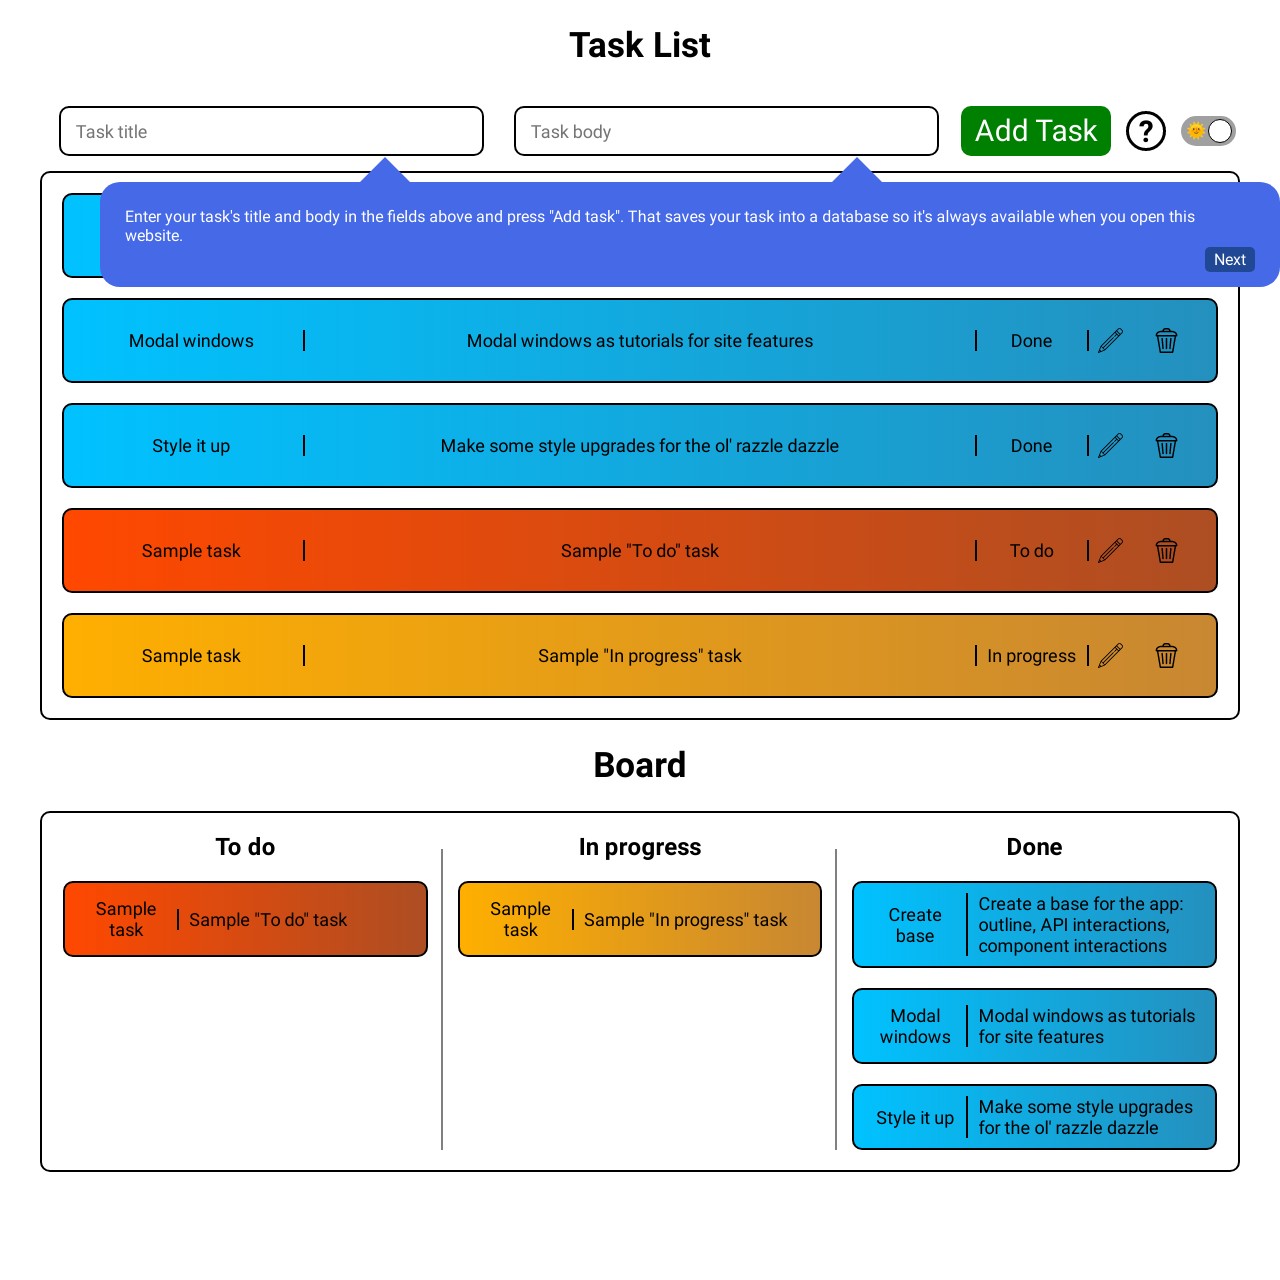 Task List
Task title
Task body
Add Task
?
Enter your task's title and body in the fields above and press "Add task". That saves your task into a database so it's always available when you open this
website.
Next
Modal windows
Modal windows as tutorials for site features
Done
Style it up
Make some style upgrades for the ol' razzle dazzle
Done
Sample task
Sample "To do" task
To do
Sample task
Sample "In progress" task
In progress
Board
To do
In progress
Done
Sample
task
Sample "To do" task
Sample
task
Sample "In progress" task
Create
base
Create a base for the app:
outline, API interactions,
component interactions
Modal
windows
Modal windows as tutorials
for site features
Style it up
Make some style upgrades
for the ol' razzle dazzle